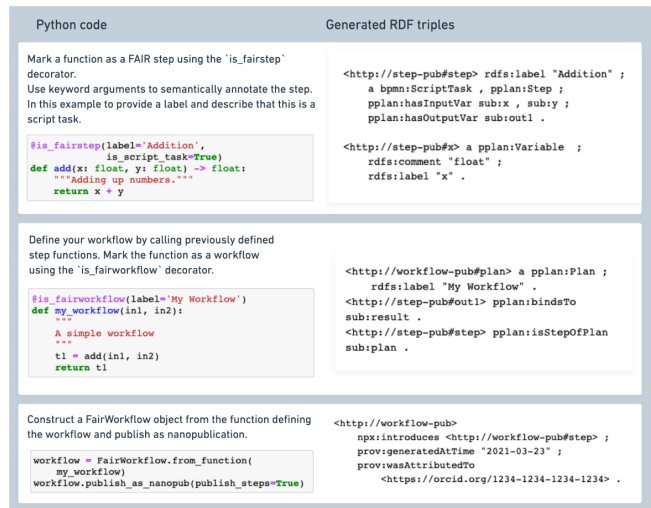 Python code
Generated RDF triples
Mark a function as a FAIR step using the `is_fairstep`
decorator.
Use keyword arguments to semantically annotate the step.
In this example to provide a label and describe that this is a
script task.
@is_fairstep(label='Addition',
is_script_task=True)
def add(x: float, y: float) -> float:
"""Adding up numbers."""
return x + y
<http://step-pub#step> rdfs:label "Addition" ;
a bpmn:ScriptTask , pplan:Step ;
pplan:hasInputVar sub:x , sub:y ;
pplan:hasOutputVar sub:out1 .
<http://step-pub#x> a pplan:Variable ;
rdfs:comment "float" ;
rdfs:label "x" .
Define your workflow by calling previously defined
step functions. Mark the function as a workflow
using the `is_fairworkflow` decorator.
@is_fairworkflow(label='My Workflow')
def my_workflow(in1, in2):
"""
A simple workflow
"""
t1 = add(in1, in2)
return t1
<http://workflow-pub#plan> a pplan:Plan ;
rdfs:label "My Workflow" .
<http://step-pub#out1> pplan:bindsTo
sub:result .
<http://step-pub#step> pplan:isStepOfPlan
sub:plan .
Construct a FairWorkflow object from the function defining
the workflow and publish as nanopublication.
workflow = FairWorkflow.from_function(
my_workflow)
workflow.publish_as_nanopub(publish_steps=True)
<http://workflow-pub>
npx:introduces <http://workflow-pub#step> ;
prov:generatedAtTime "2021-03-23" ;
prov:wasAttributedTo
<https://orcid.org/1234-1234-1234-1234> .